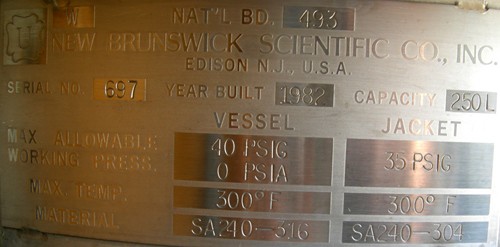 U
W NAT'L BD. 493
NEW BRUNSWICK SCIENTIFIC CO., INC.
EDISON N.J., U.S.A.
SERIAL NO. 687 YEAR BUILT 1982 CAPACITY 250 L
VESSEL JACKET
MAX. ALLOWABLE
WORKING PRESS. 40 PSIG 0 PSIA 35 PSIG
MAX. TEMP. 300° F 300° F
MATERIAL SA240-316 SA240-304